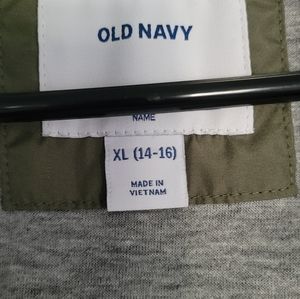 OLD NAVY
NAME
XL (14-16)
MADE IN
VIETNAM